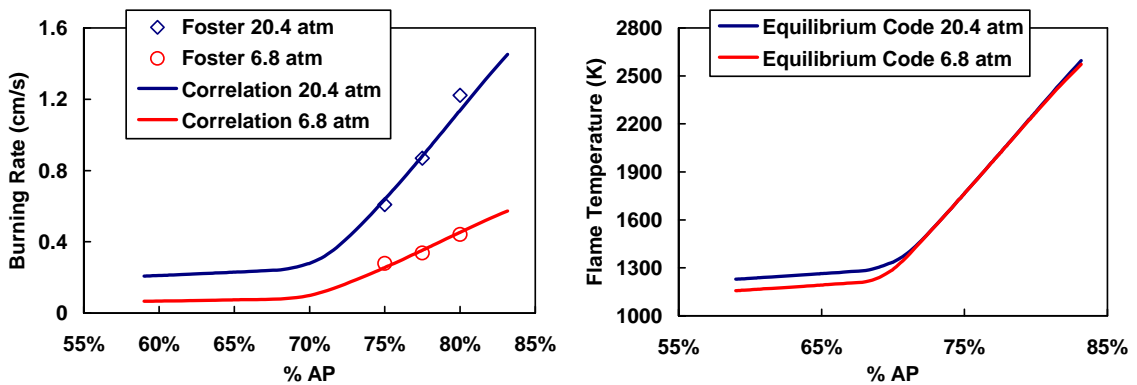 Foster 20.4 atm
Foster 6.8 atm
Correlation 20.4 atm
Correlation 6.8 atm
Burning Rate (cm/s)
1.6
1.2
0.8
0.4
0
55% 60% 65% 70% 75% 80% 85%
% AP
Equilibrium Code 20.4 atm
Equilibrium Code 6.8 atm
Flame Temperature (K)
2800
2500
2200
1900
1600
1300
1000
55% 65% 75% 85%
% AP